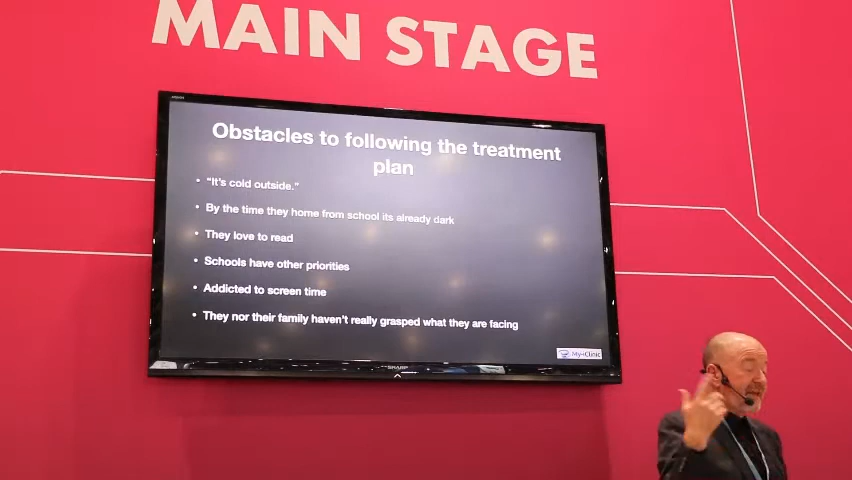 MAIN STAGE
Obstacles to following the treatment
plan
• "It's cold outside."
• By the time they home from school its already dark
• They love to read
• Schools have other priorities
• Addicted to screen time
• They nor their family haven't really grasped what they are facing
Clinic
SHARP